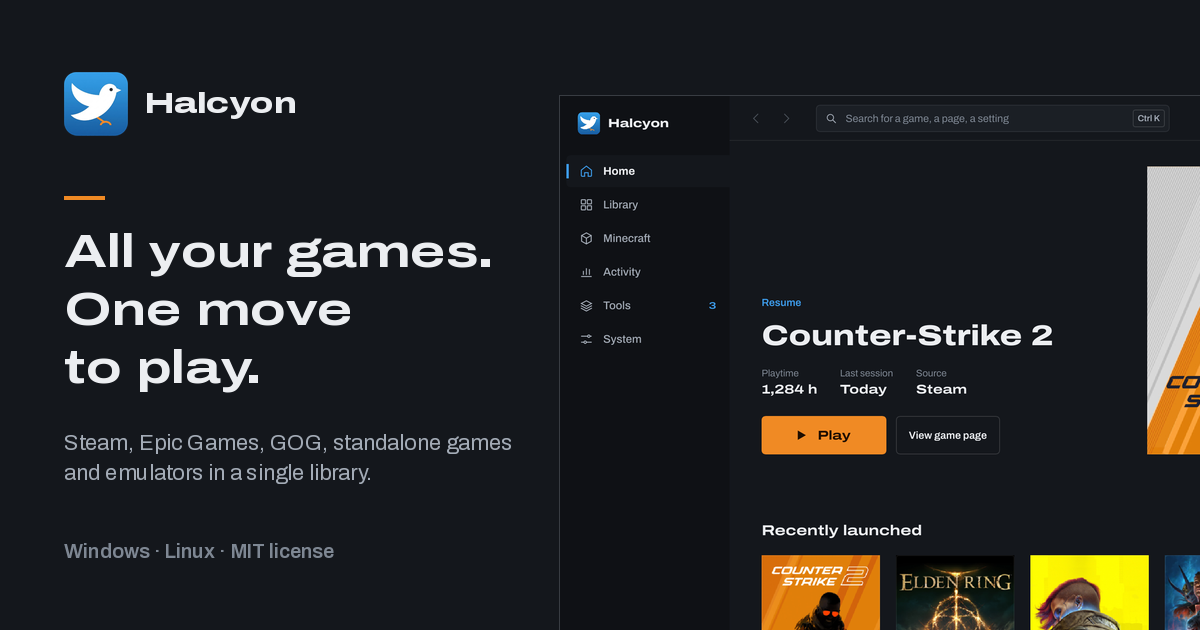 Halcyon
All your games.
One move
to play.
Steam, Epic Games, GOG, standalone games
and emulators in a single library.
Windows · Linux · MIT license
Halcyon
Search for a game, a page, a setting
Ctrl K
Home
Library
Minecraft
Activity
Tools
3
System
Resume
Counter-Strike 2
Playtime
Last session
Source
1,284 h
Today
Steam
Play
View game page
Recently launched
COUNTER
STRIKE 2
ELDEN RING